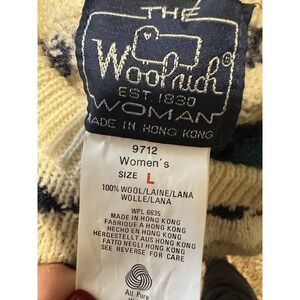 THE
Woolrich®
EST. 1830
WOMAN
MADE IN HONG KONG
9712
Women's
SIZE L
100% WOOL/LAINE/LANA
WOLLE/LANA
WPL 6635
MADE IN HONG KONG
FABRIQUE A HONG KONG
HECHO EN HONG KONG
HERGESTELLT AUS HONG KONG
FATTO NEGLI HONG KONG
SEE REVERSE FOR CARE
All Pure